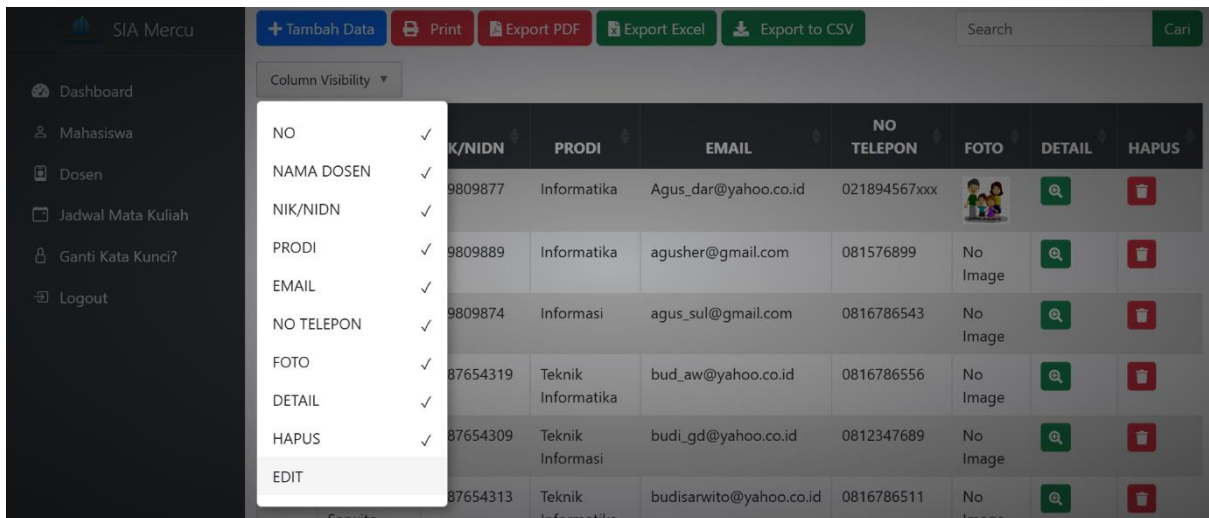 SIA Mercu
Tambah Data Print Export PDF Export Excel Export to CSV Search Cari
Column Visibility
Dashboard
Mahasiswa
Dosen
Jadwal Mata Kuliah
Ganti Kata Kunci?
Logout
NO
NAMA DOSEN
NIK/NIDN
PRODI
EMAIL
NO TELEPON
FOTO
DETAIL
HAPUS
EDIT
K/NIDN PRODI EMAIL NO TELEPON FOTO DETAIL HAPUS
9809877 Informatika Agus_dar@yahoo.co.id 021894567xxx
9809889 Informatika agusher@gmail.com 081576899 No Image
9809874 Informasi agus_sul@gmail.com 0816786543 No Image
87654319 Teknik Informatika bud_aw@yahoo.co.id 0816786556 No Image
87654309 Teknik Informasi budi_gd@yahoo.co.id 0812347689 No Image
87654313 Teknik budisarwito@yahoo.co.id 0816786511 No